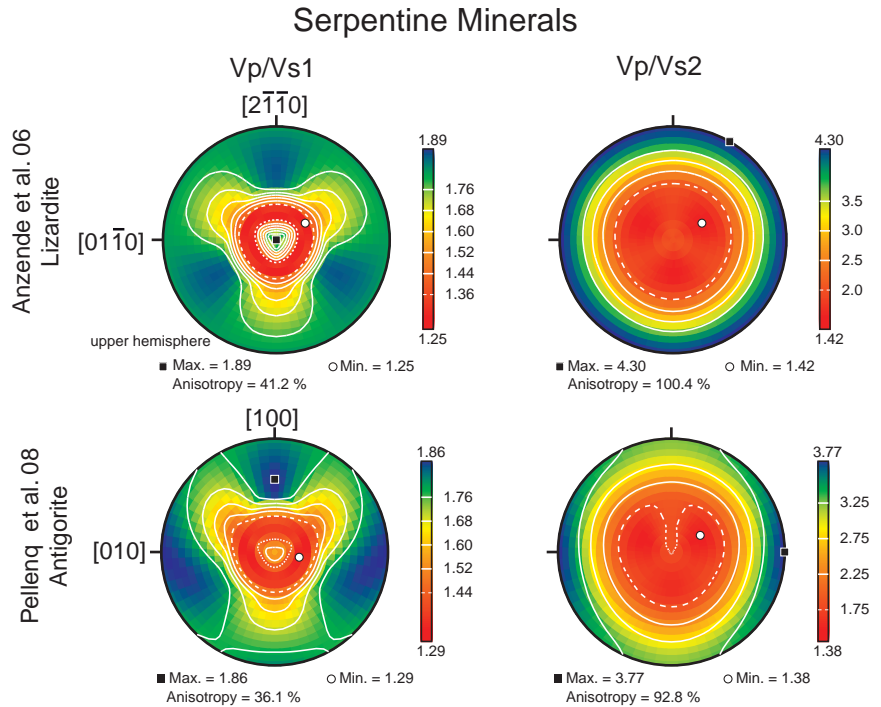 Serpentine Minerals
Vp/Vs1
Vp/Vs2
[21̅1̅0]
Anzende et al. 06
Lizardite
[011̅0]
1.89
1.76
1.68
1.60
1.52
1.44
1.36
1.25
4.30
3.5
3.0
2.5
2.0
1.42
upper hemisphere
Max. = 1.89
Min. = 1.25
Anisotropy = 41.2 %
Max. = 4.30
Min. = 1.42
Anisotropy = 100.4 %
[100]
Pellenq et al. 08
Antigorite
[010]
1.86
1.76
1.68
1.60
1.52
1.44
1.29
3.77
3.25
2.75
2.25
1.75
1.38
Max. = 1.86
Min. = 1.29
Anisotropy = 36.1 %
Max. = 3.77
Min. = 1.38
Anisotropy = 92.8 %